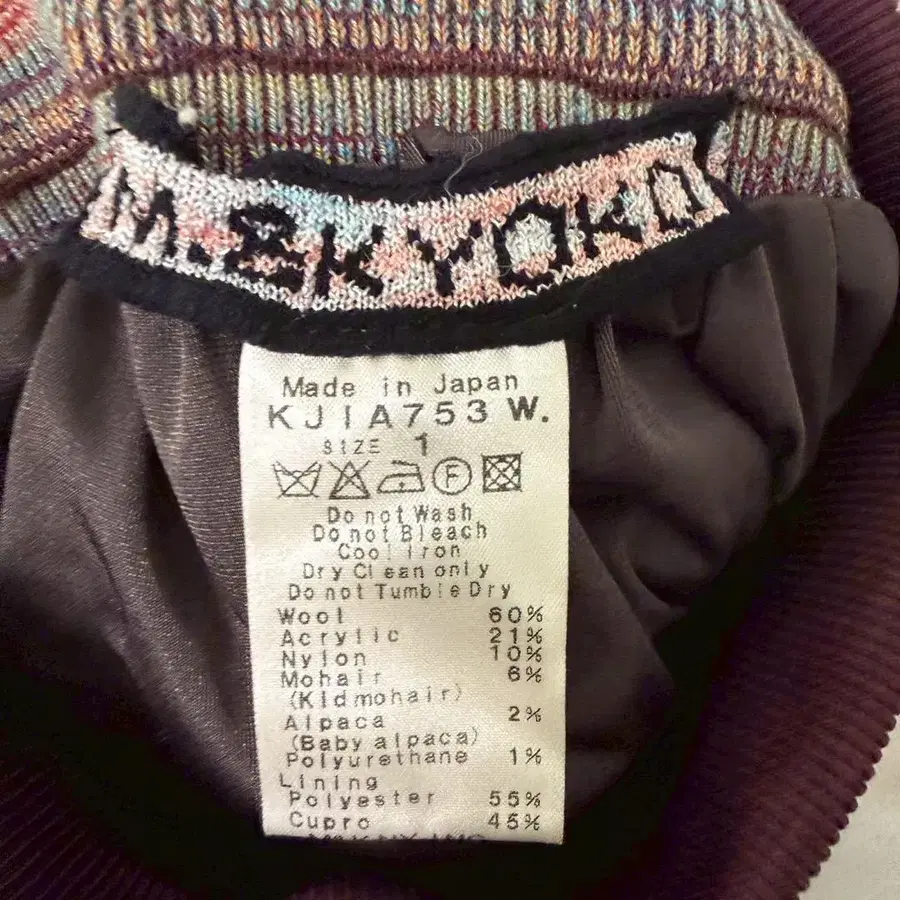 M.&KYOKO
Made in Japan
KJIA753 W.
SIZE 1
F
Do not Wash
Do not Bleach
Cool Iron
Dry Clean only
Do not Tumble Dry
Wool 60%
Acrylic 21%
Nylon 10%
Mohair 6%
(Kidmohair)
Alpaca 2%
(Baby alpaca)
Polyurethane 1%
Lining
Polyester 55%
Cupro 45%